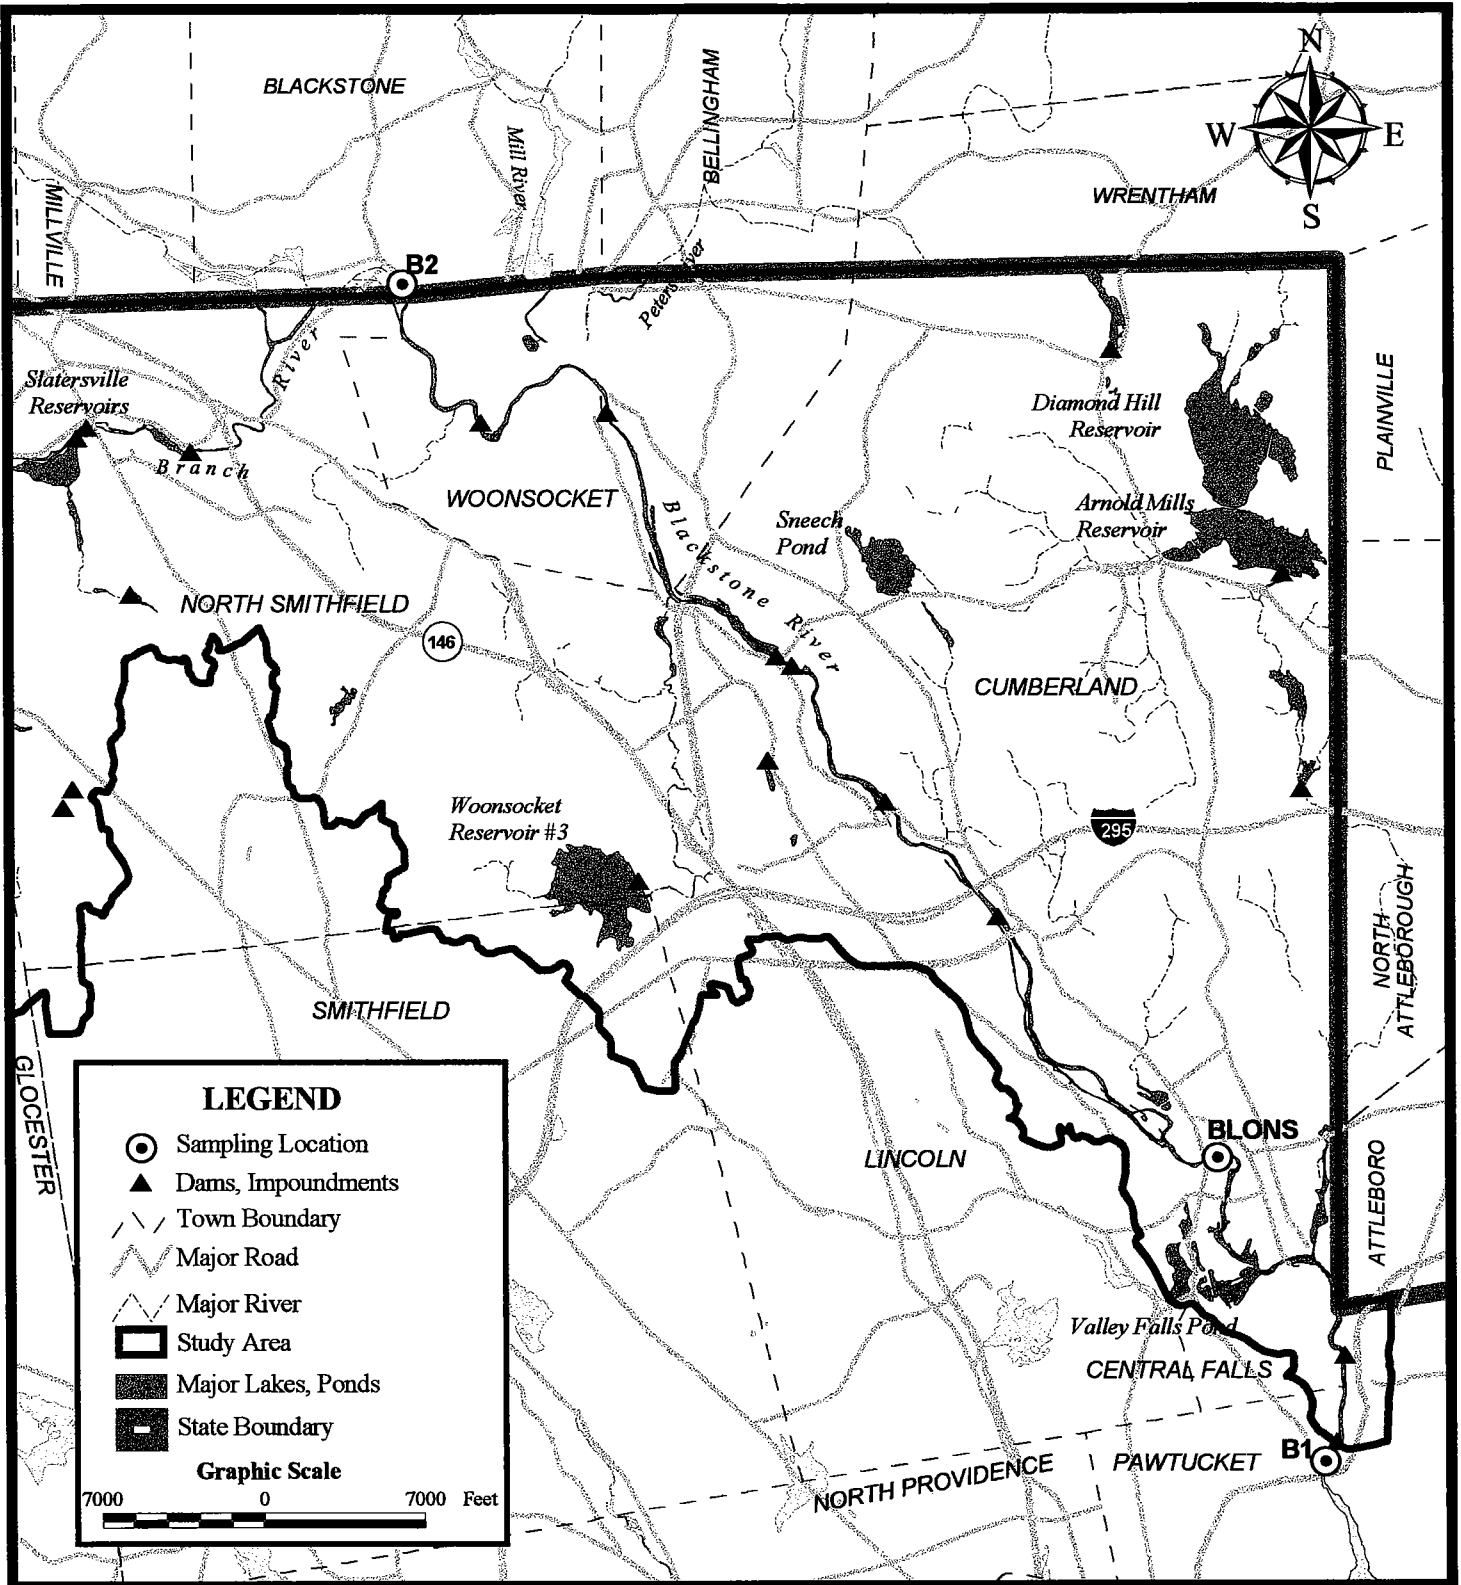 N
BLACKSTONE
BELLINGHAM
Mill River
W
E
MILLVILLE
WRENTHAM
S
B2
Peters River
River
Slatersville
Reservoirs
PLAINVILLE
Diamond Hill
Reservoir
Branch
WOONSOCKET
Arnold Mills
Reservoir
Sneech
Pond
Blackstone River
NORTH SMITHFIELD
146
CUMBERLAND
Woonsocket
Reservoir #3
295
NORTH
ATTLEBOROUGH
SMITHFIELD
GLOCESTER
LEGEND
Sampling Location
Dams, Impoundments
Town Boundary
Major Road
Major River
Study Area
Major Lakes, Ponds
State Boundary
Graphic Scale
7000 0 7000 Feet
BLONS
LINCOLN
ATTLEBORO
Valley Falls Pond
CENTRAL FALLS
B1
PAWTUCKET
NORTH PROVIDENCE